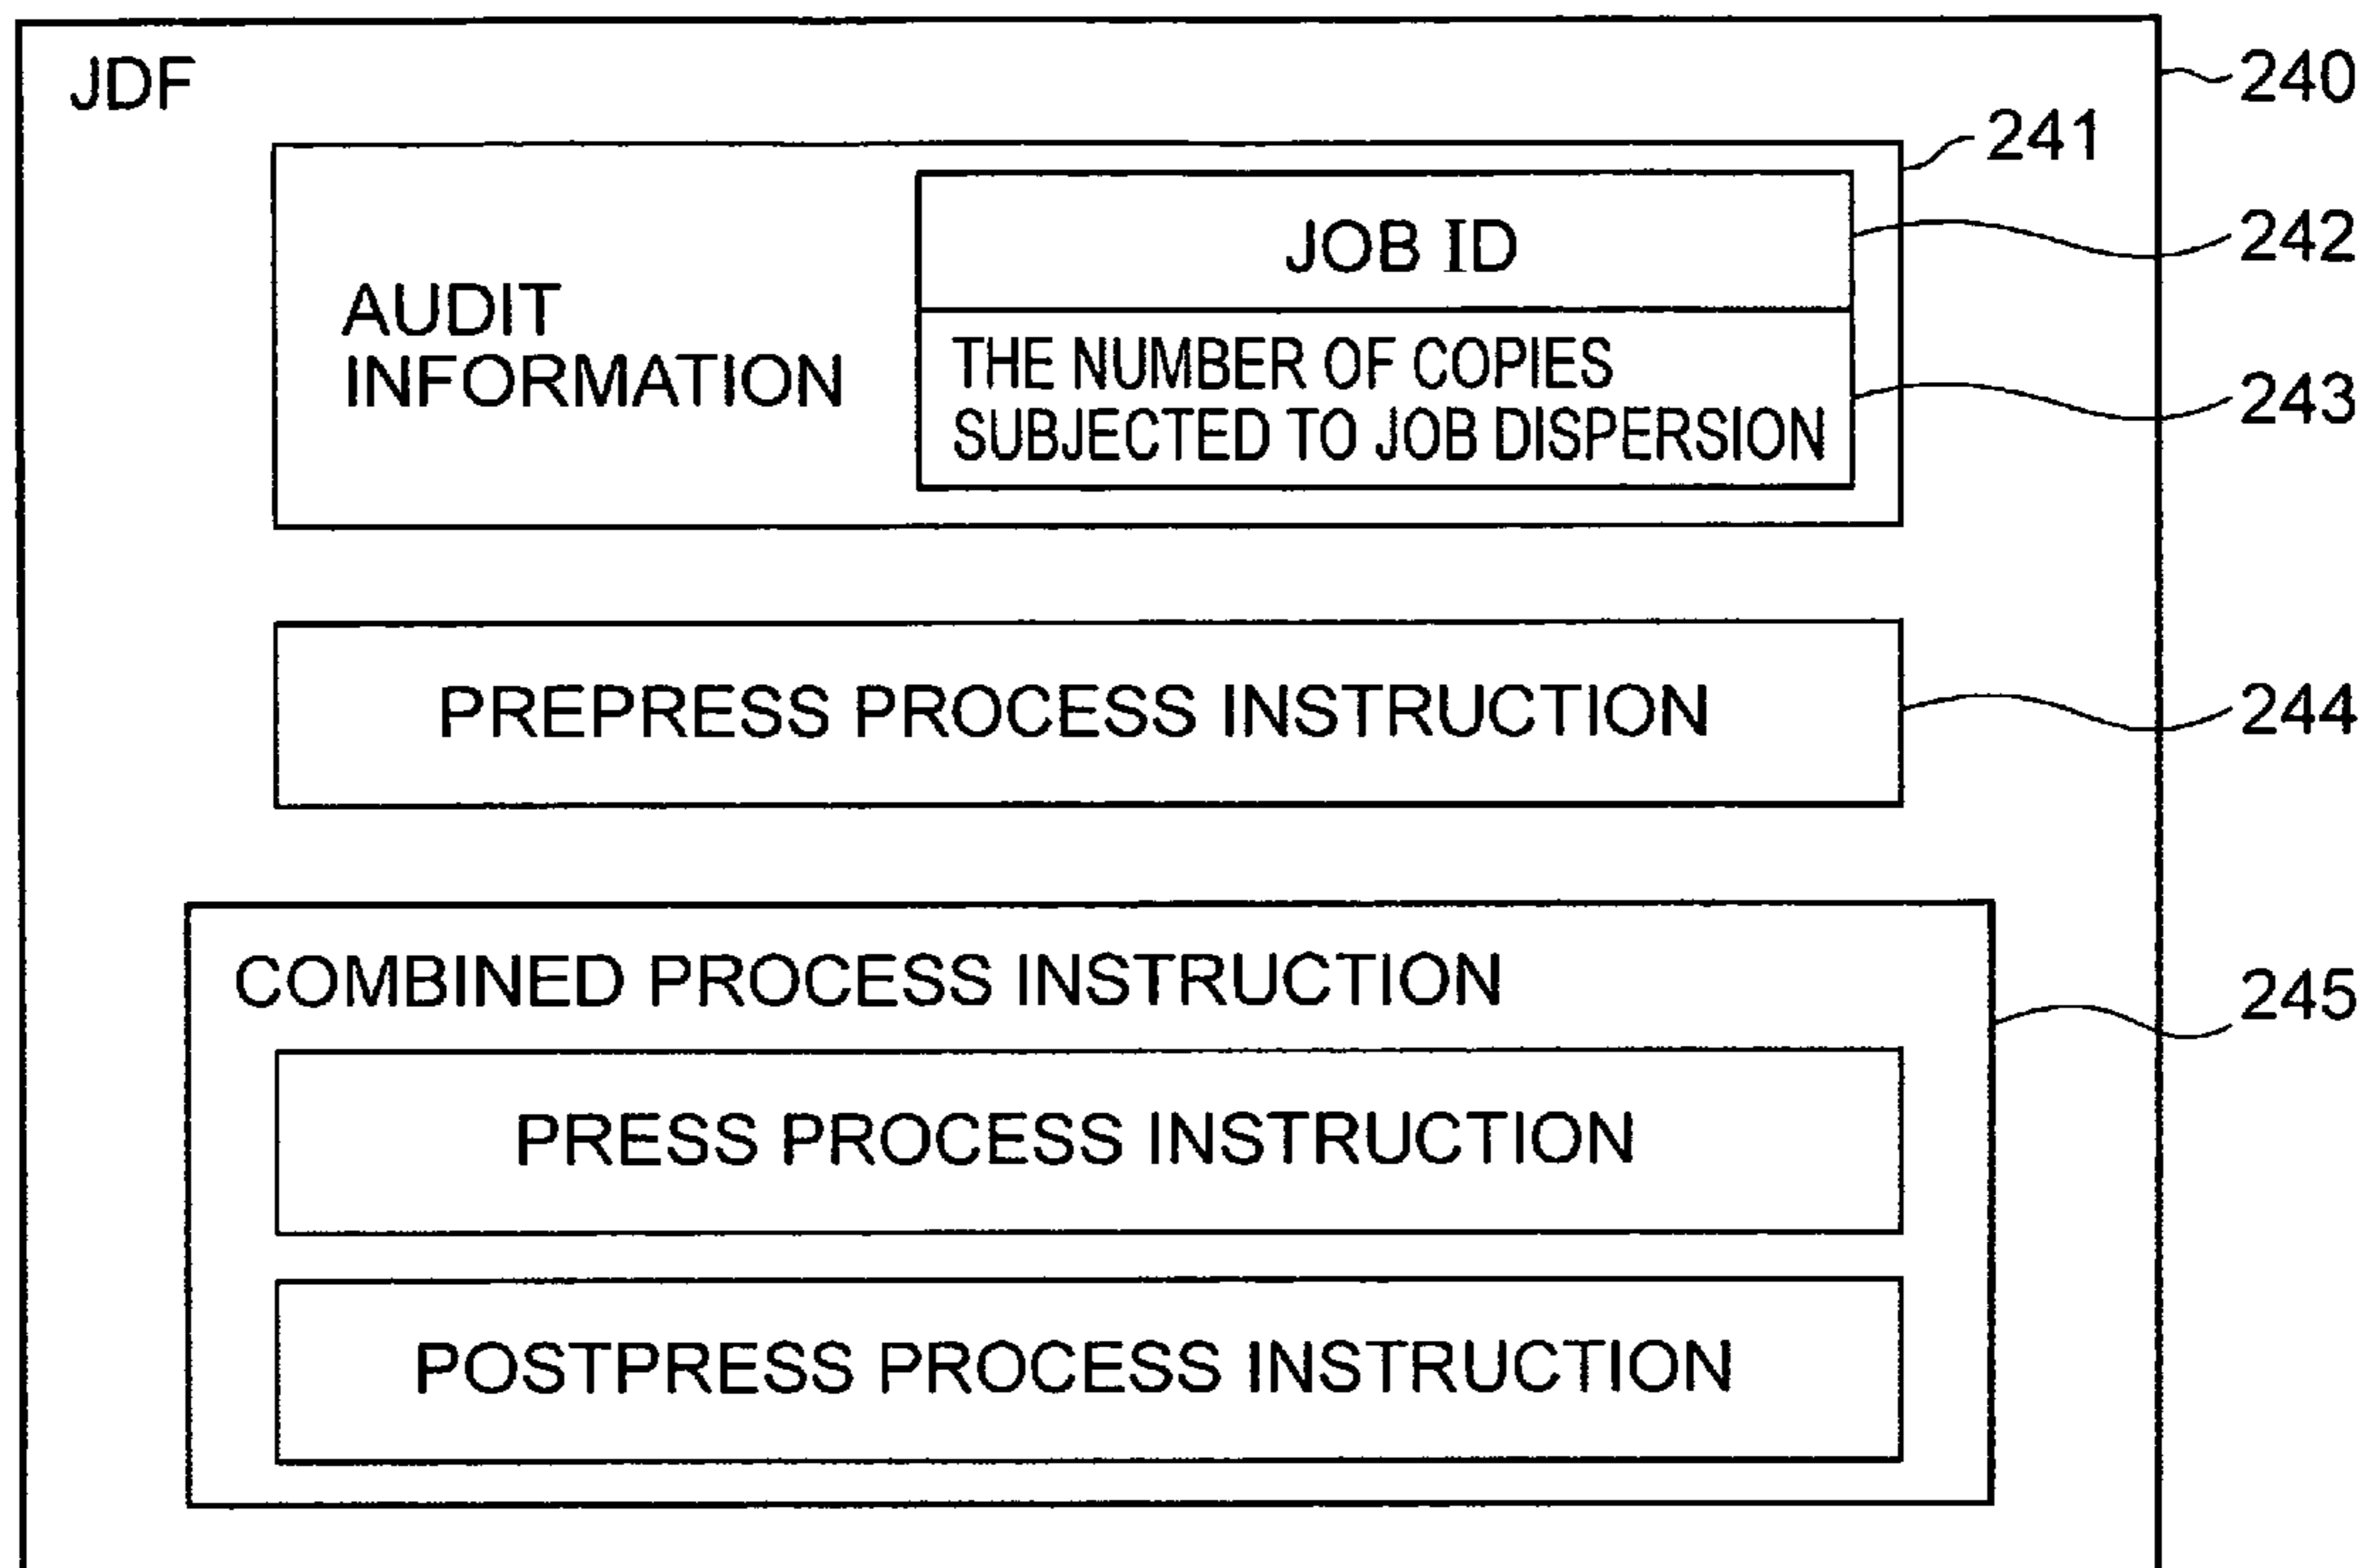 JDF
240
241
JOB ID
242
AUDIT
INFORMATION
THE NUMBER OF COPIES
SUBJECTED TO JOB DISPERSION
243
PREPRESS PROCESS INSTRUCTION
244
COMBINED PROCESS INSTRUCTION
245
PRESS PROCESS INSTRUCTION
POSTPRESS PROCESS INSTRUCTION